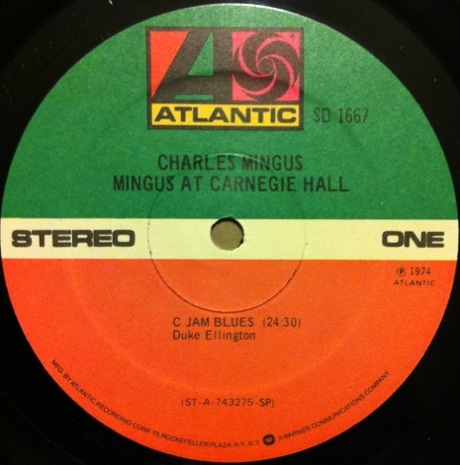 ATLANTIC
SD 1667
CHARLES MINGUS
MINGUS AT CARNEGIE HALL
STEREO
ONE
℗ 1974
ATLANTIC
C JAM BLUES (24:30)
Duke Ellington
(ST-A-743275-SP)
MFG. BY ATLANTIC RECORDING CORP. 75 ROCKEFELLER PLAZA, N.Y., N.Y. A WARNER COMMUNICATIONS COMPANY